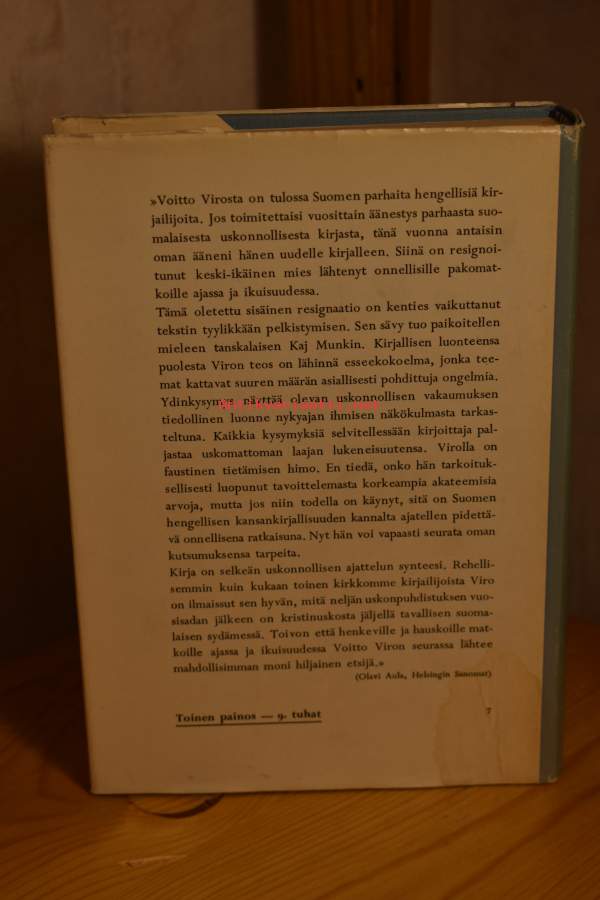 »Voitto Virosta on tulossa Suomen parhaita hengellisiä kir-
jailijoita. Jos toimitettaisi vuosittain äänestys parhaasta suo-
malaisesta uskonnollisesta kirjasta, tänä vuonna antaisin
oman ääneni hänen uudelle kirjalleen. Siinä on resignoi-
tunut keski-ikäinen mies lähtenyt onnellisille pakomat-
koille ajassa ja ikuisuudessa.
Tämä oletettu sisäinen resignaatio on kenties vaikuttanut
tekstin tyylikkään pelkistymisen. Sen sävy tuo paikoitellen
mieleen tanskalaisen Kaj Munkin. Kirjallisen luonteensa
puolesta Viron teos on lähinnä esseekokoelma, jonka tee-
mat kattavat suuren määrän asiallisesti pohdittuja ongelmia.
Ydinkysymys näyttää olevan uskonnollisen vakaumuksen
tiedollinen luonne nykyajan ihmisen näkökulmasta tarkas-
teltuna. Kaikkia kysymyksiä selvitellessään kirjoittaja pal-
jastaa uskomattoman laajan lukeneisuutensa. Virolla on
faustinen tietämisen himo. En tiedä, onko hän tarkoituk-
sellisesti luopunut tavoittelemasta korkeampia akateemisia
arvoja, mutta jos niin todella on käynyt, sitä on Suomen
hengellisen kansankirjallisuuden kannalta ajatellen pidettä-
vä onnellisena ratkaisuna. Nyt hän voi vapaasti seurata oman
kutsumuksensa tarpeita.
Kirja on selkeän uskonnollisen ajattelun synteesi. Rehelli-
semmin kuin kukaan toinen kirkkomme kirjailijoista Viro
on ilmaissut sen hyvän, mitä neljän uskonpuhdistuksen vuo-
sisadan jälkeen on kristinuskosta jäljellä tavallisen suoma-
laisen sydämessä. Toivon että henkeville ja hauskoille mat-
koille ajassa ja ikuisuudessa Voitto Viron seurassa lähtee
mahdollisimman moni hiljainen etsijä.»
(Olavi Aula, Helsingin Sanomat)
Toinen painos — 9. tuhat
7